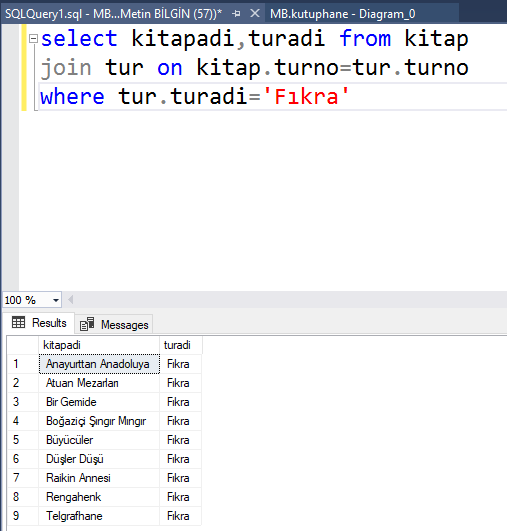 SQLQuery1.sql - MB...Metin BİLGİN (57))* MB.kutuphane - Diagram_0
select kitapadi,turadi from kitap
join tur on kitap.turno=tur.turno
where tur.turadi='Fıkra'
100 %
Results Messages
kitapadi turadi
1 Anayurttan Anadoluya Fıkra
2 Atuan Mezarları Fıkra
3 Bir Gemide Fıkra
4 Boğaziçi Şıngır Mıngır Fıkra
5 Büyücüler Fıkra
6 Düşler Düşü Fıkra
7 Raikin Annesi Fıkra
8 Rengahenk Fıkra
9 Telgrafhane Fıkra